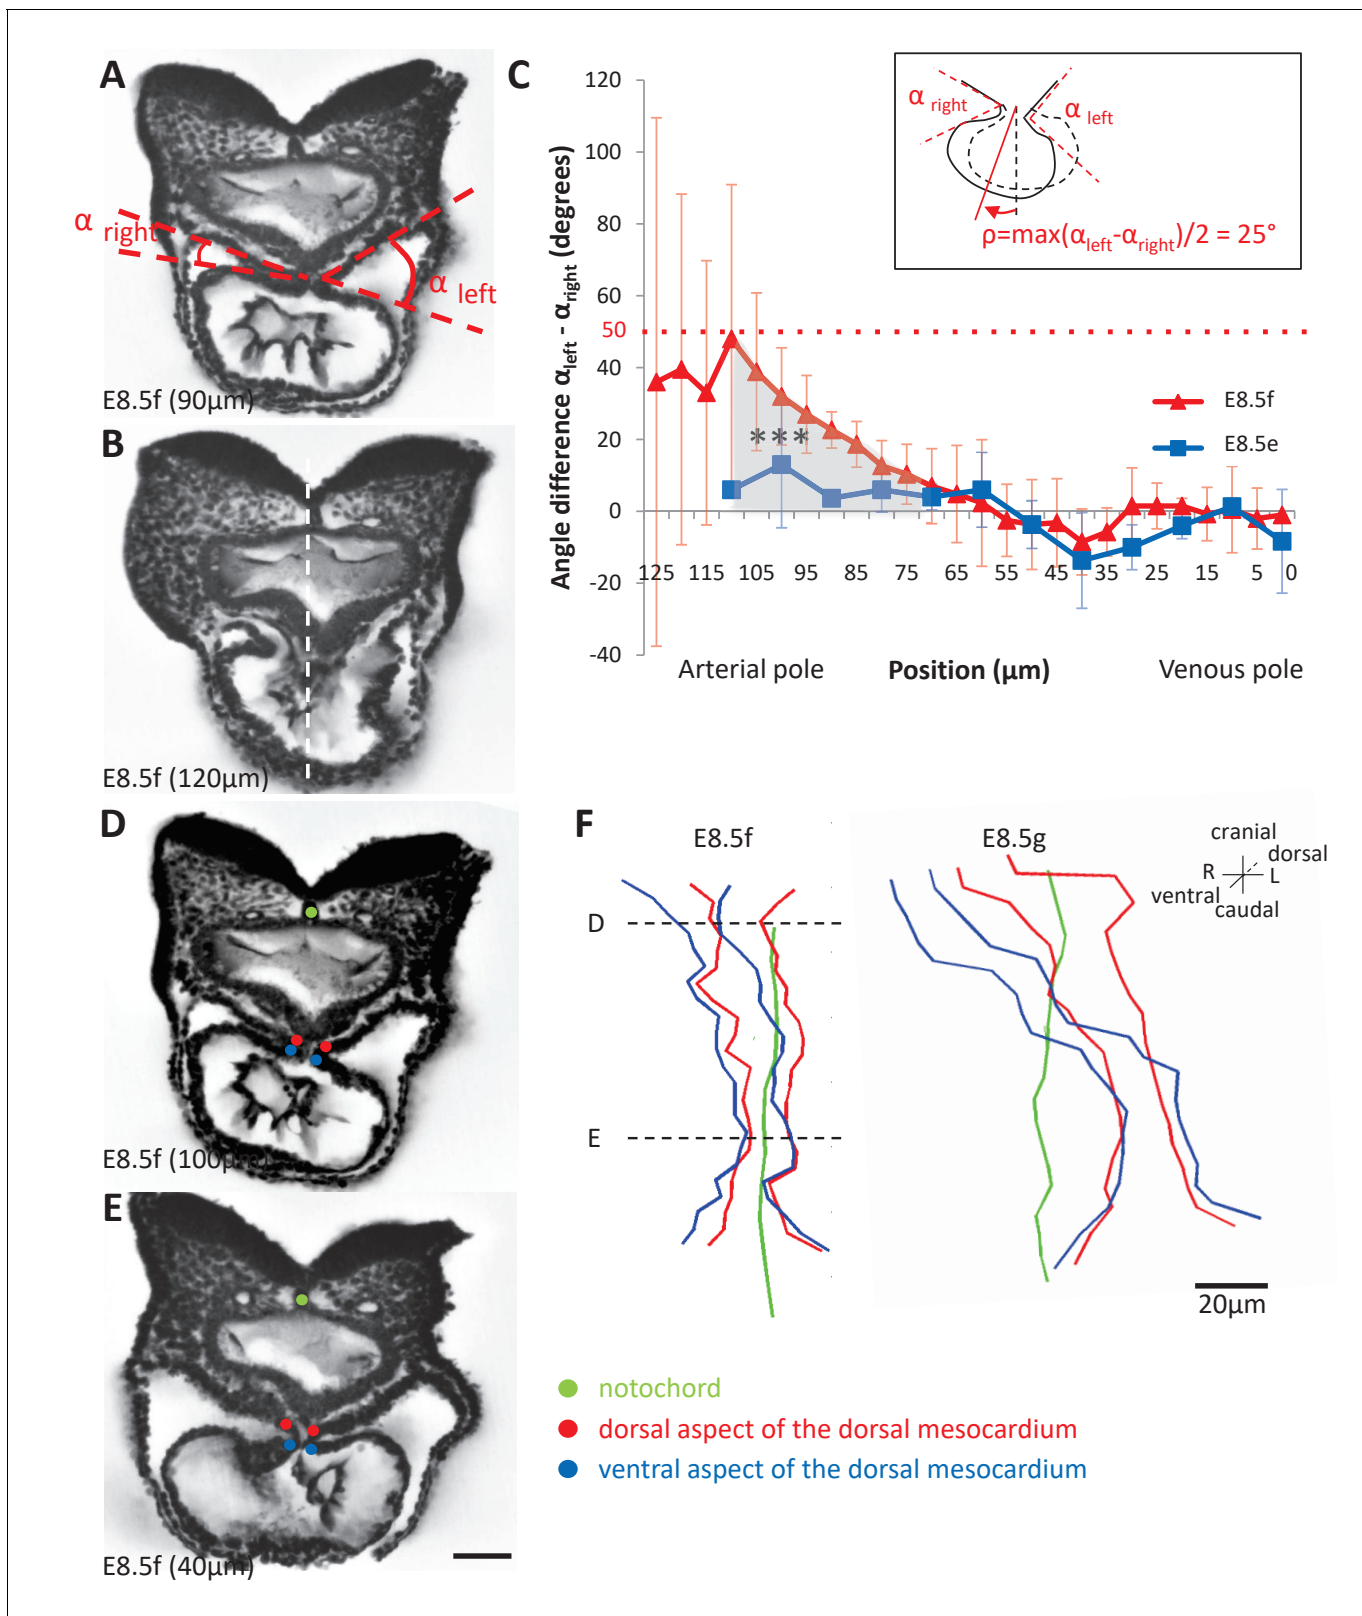 A
α right
α left
E8.5f (90µm)
B
E8.5f (120µm)
C
Angle difference αleft - αright (degrees)
120
100
80
60
50
40
20
0
-20
-40
α right
α left
ρ=max(αleft-αright)/2 = 25°
E8.5f
E8.5e
***
125 115 105 95 85 75 65 55 45 35 25 15 5 0
Arterial pole Position (µm) Venous pole
D
E8.5f (100µm)
E
E8.5f (40µm)
F
E8.5f
E8.5g
D
E
cranial
dorsal
R L
ventral
caudal
20µm
notochord
dorsal aspect of the dorsal mesocardium
ventral aspect of the dorsal mesocardium